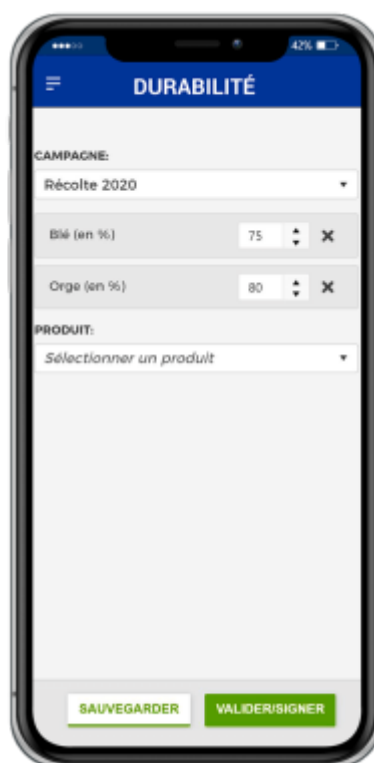 42%
DURABILITÉ
CAMPAGNE:
Récolte 2020
Blé (en %) 75
Orge (en %) 80
PRODUIT:
Sélectionner un produit
SAUVEGARDER VALIDER/SIGNER